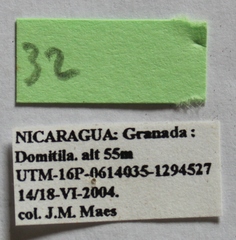 32
NICARAGUA: Granada :
Domitila. alt 55m
UTM-16P-0614035-1294527
14/18-VI-2004.
col. J.M. Maes